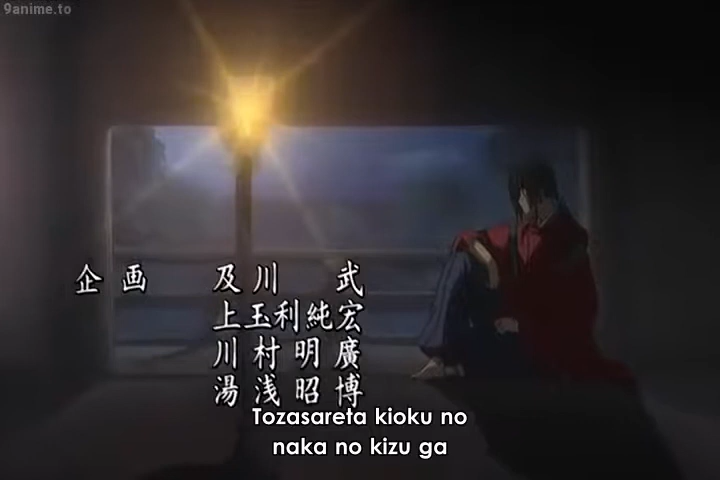 9anime.to
企画 及川 武
上玉利純宏
川村明廣
湯浅昭博
Tozasareta kioku no
naka no kizu ga